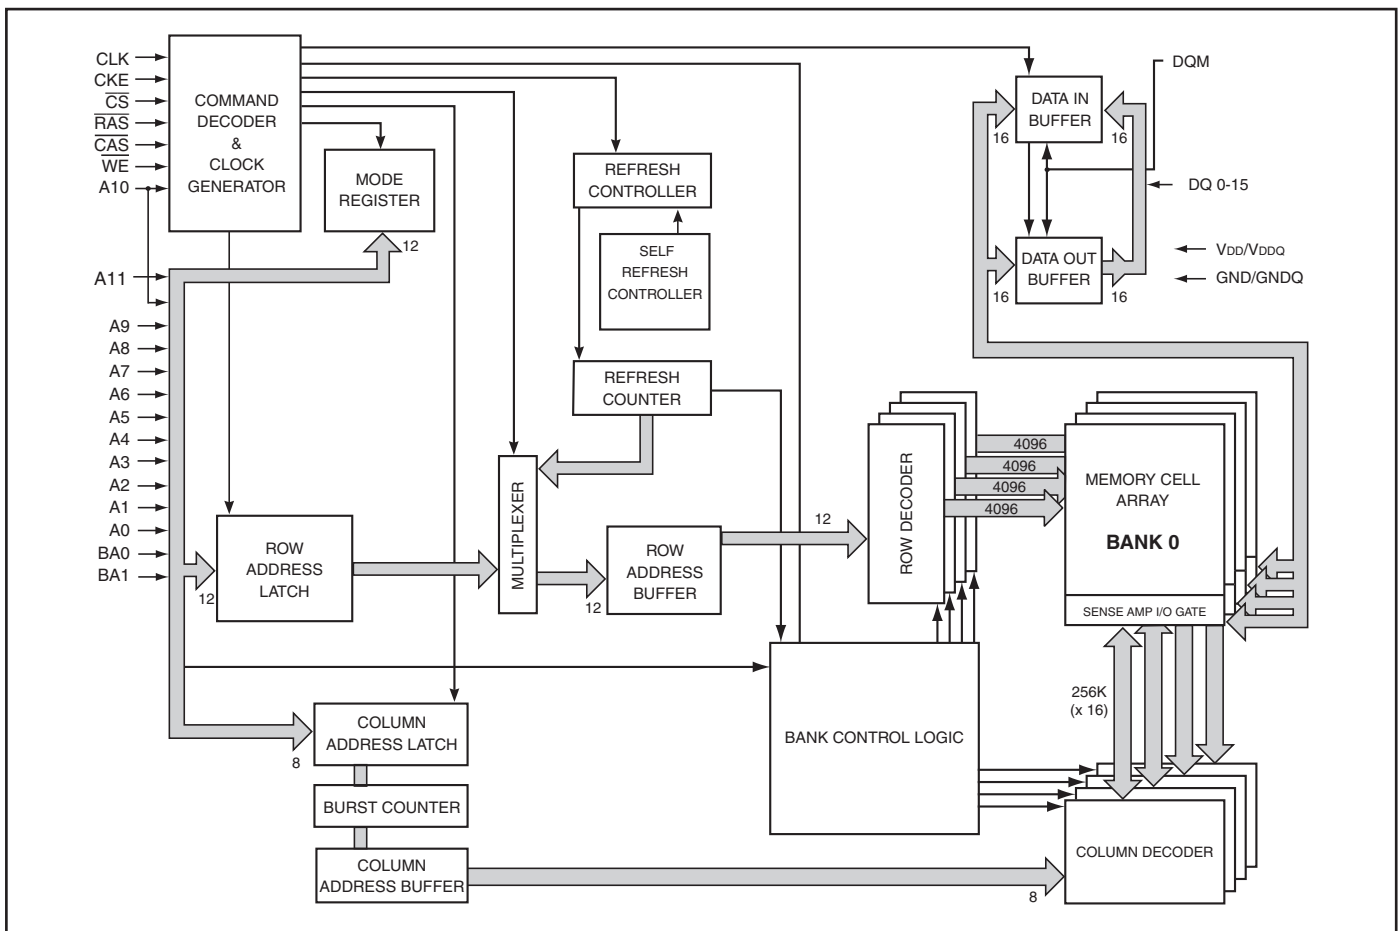 CLK
CKE
CS
RAS
CAS
WE
A10
A11
A9
A8
A7
A6
A5
A4
A3
A2
A1
A0
BA0
BA1
COMMAND
DECODER
&
CLOCK
GENERATOR
MODE
REGISTER
12
REFRESH
CONTROLLER
SELF
REFRESH
CONTROLLER
REFRESH
COUNTER
DATA IN
BUFFER
16
16
DQM
DQ 0-15
VDD/VDDQ
GND/GNDQ
DATA OUT
BUFFER
16
16
MULTIPLEXER
12
ROW
ADDRESS
LATCH
12
ROW
ADDRESS
BUFFER
12
ROW DECODER
4096
4096
4096
4096
MEMORY CELL
ARRAY
BANK 0
SENSE AMP I/O GATE
256K
(x 16)
BANK CONTROL LOGIC
COLUMN
ADDRESS LATCH
8
BURST COUNTER
COLUMN
ADDRESS BUFFER
8
COLUMN DECODER